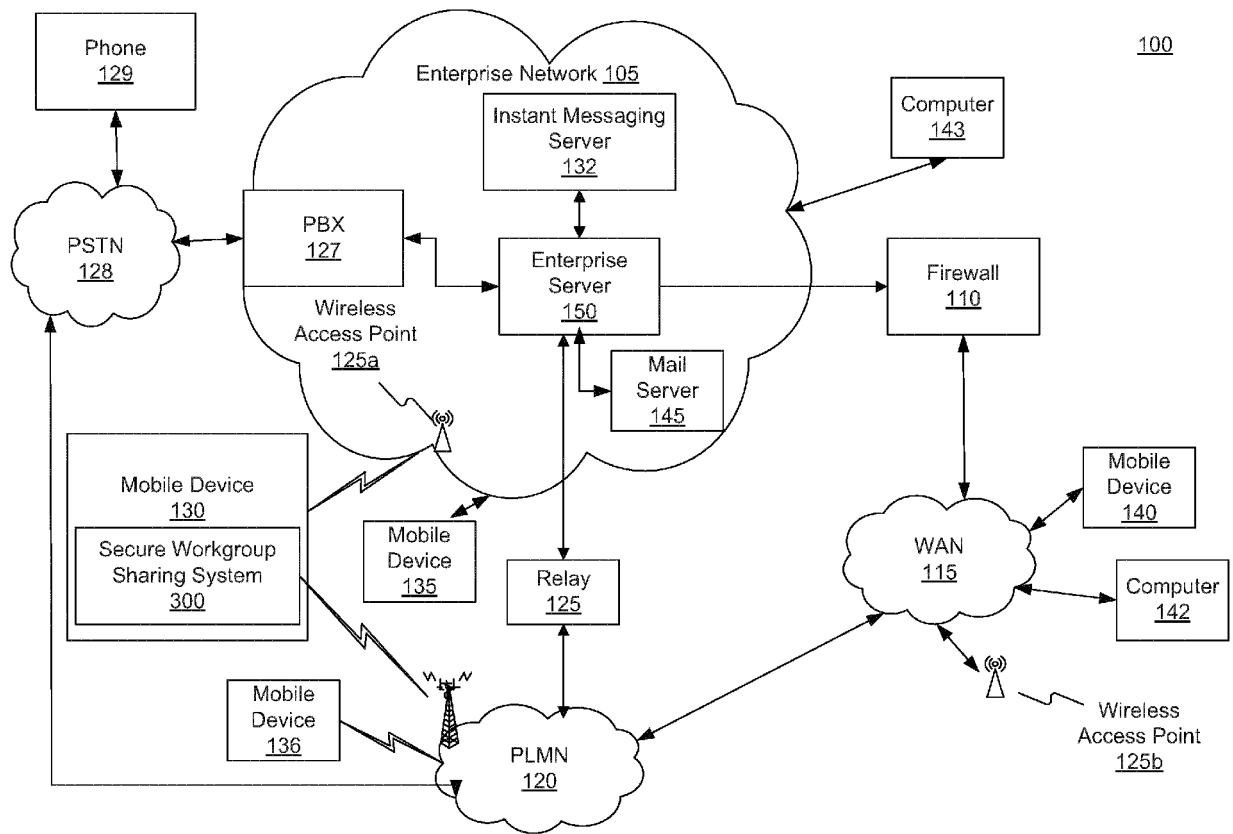 100
Phone
129
Enterprise Network 105
Instant Messaging
Server
132
Computer
143
PSTN
128
PBX
127
Enterprise
Server
150
Firewall
110
Wireless
Access Point
125a
Mail
Server
145
Mobile Device
130
Secure Workgroup
Sharing System
300
Mobile
Device
135
Relay
125
WAN
115
Mobile
Device
140
Computer
142
Mobile
Device
136
PLMN
120
Wireless
Access Point
125b